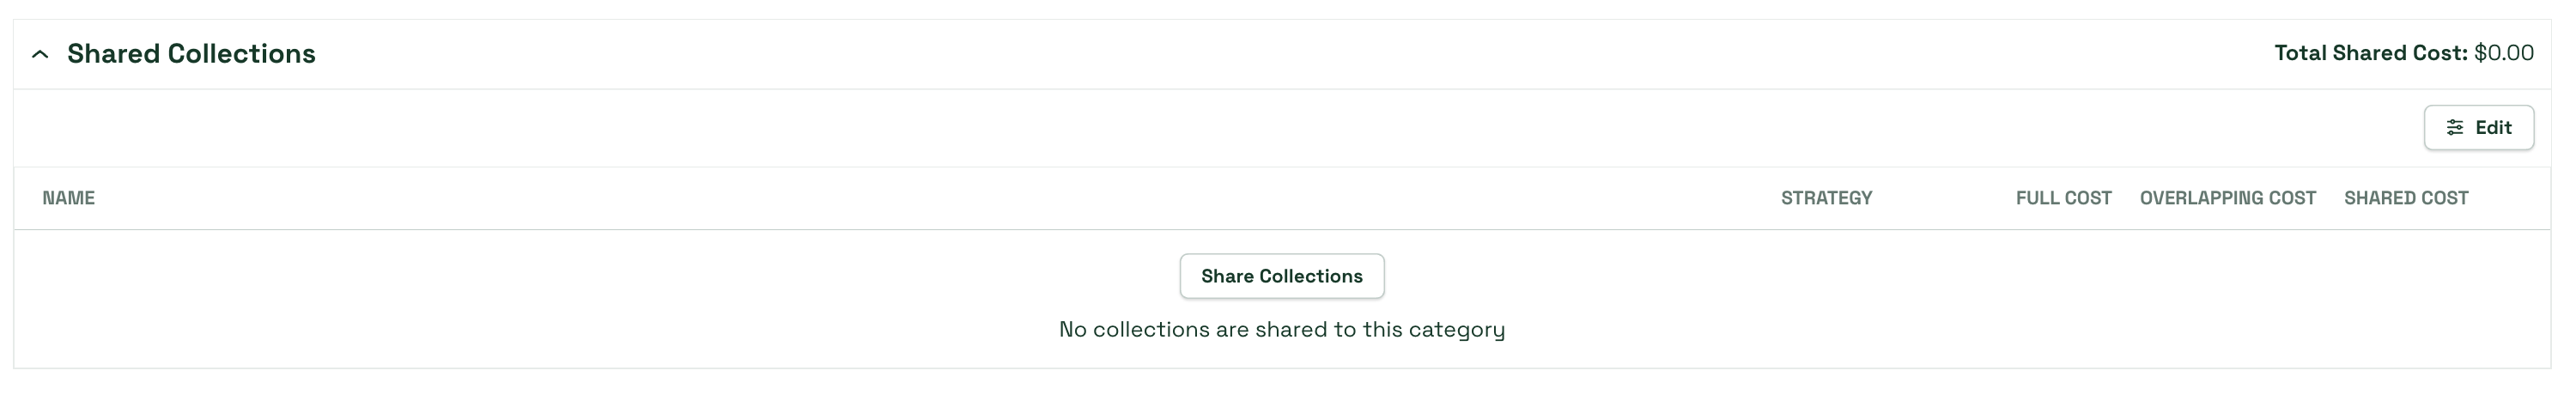 Shared Collections
Total Shared Cost: $0.00
Edit
NAME STRATEGY FULL COST OVERLAPPING COST SHARED COST
Share Collections
No collections are shared to this category